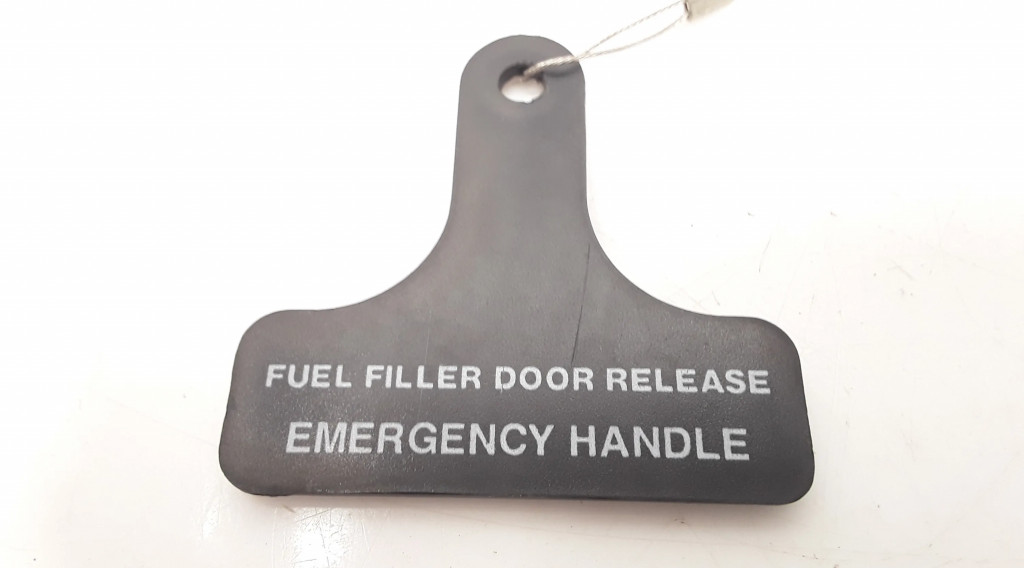 FUEL FILLER DOOR RELEASE
EMERGENCY HANDLE